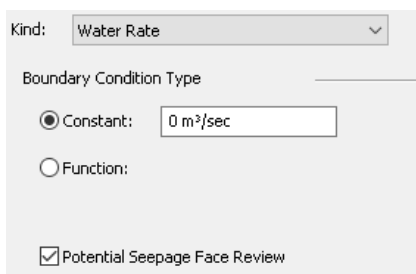 Kind: Water Rate
Boundary Condition Type
Constant: 0 m³/sec
Function:
Potential Seepage Face Review